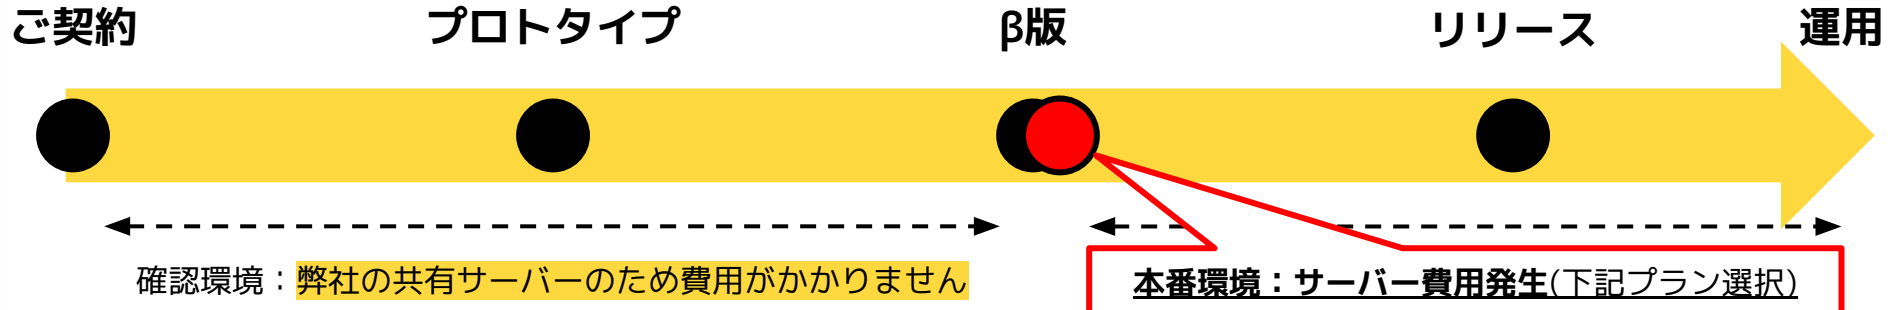 ご契約
プロトタイプ
β版
リリース
運用
確認環境：弊社の共有サーバーのため費用がかかりません
本番環境：サーバー費用発生(下記プラン選択)